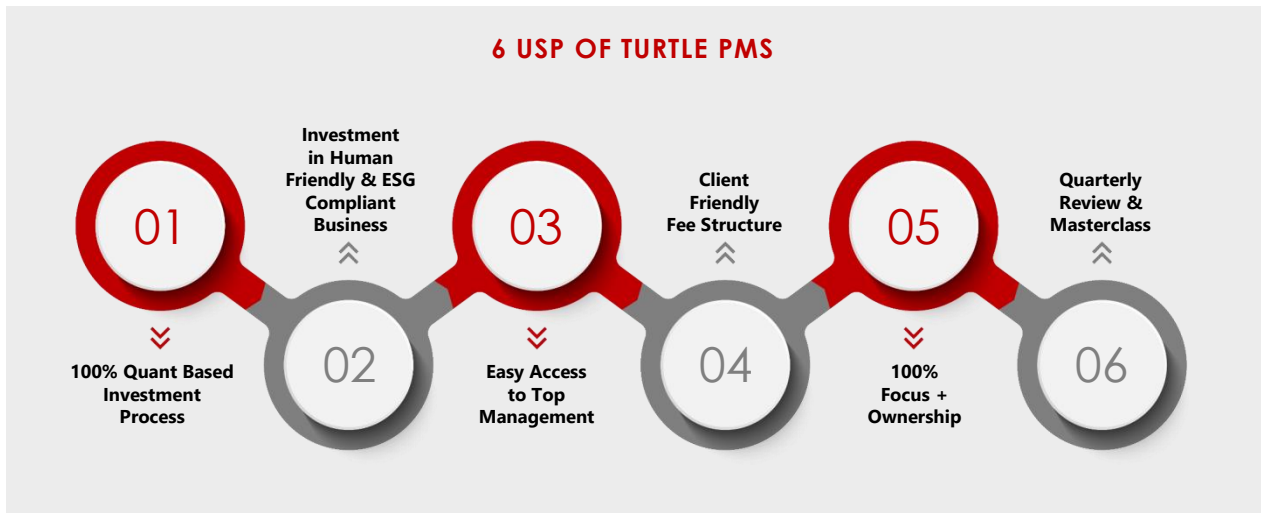 6 USP OF TURTLE PMS
01
100% Quant Based
Investment
Process
Investment
in Human
Friendly & ESG
Compliant
Business
02
03
Easy Access
to Top
Management
Client
Friendly
Fee Structure
04
05
100%
Focus +
Ownership
Quarterly
Review &
Masterclass
06